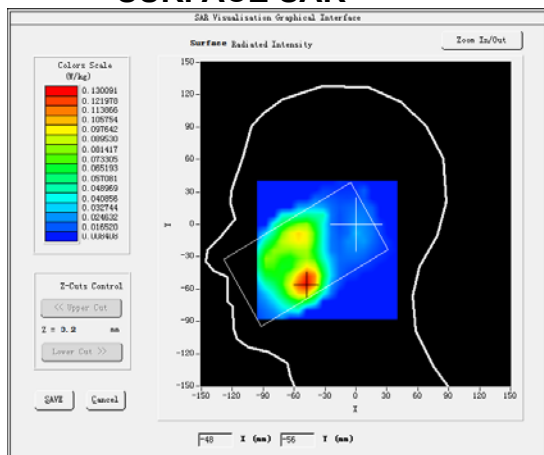 SURFACE SAR
SAR Visualisation Graphical Interface
Surface Radiated Intensity
Zoom In/Out
Colors Scale
(W/kg)
0.130091
0.121978
0.113866
0.105754
0.097642
0.089530
0.081417
0.073305
0.065193
0.057081
0.048969
0.040856
0.032744
0.024632
0.016520
0.008408
Z-Cuts Control
<< Upper Cut
Z = 3.2 mm
Lower Cut >>
SAVE
Cancel
150
120
90
60
30
0
-30
-60
-90
-120
-150
Y
-150 -120 -90 -60 -30 0 30 60 90 120 150
X
-48 X (mm) -56 Y (mm)